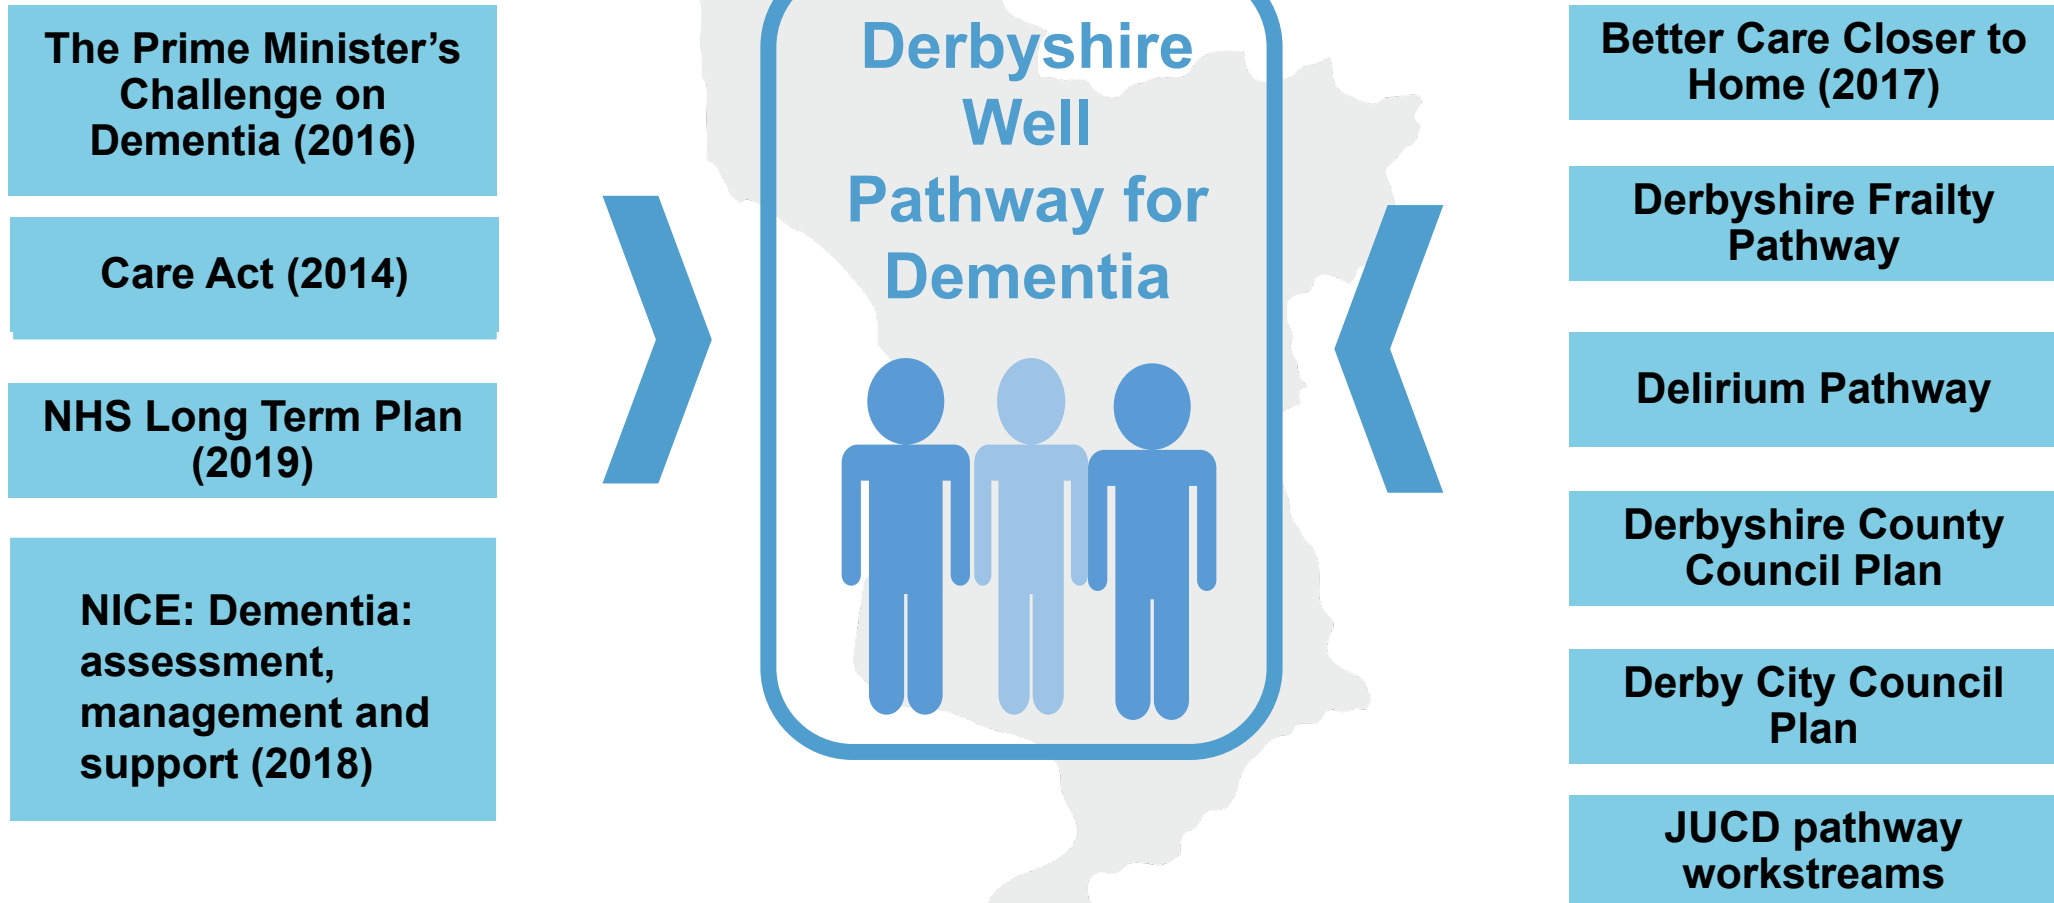 The Prime Minister’s
Challenge on
Dementia (2016)
Care Act (2014)
NHS Long Term Plan
(2019)
NICE: Dementia:
assessment,
management and
support (2018)
Derbyshire
Well
Pathway for
Dementia
Better Care Closer to
Home (2017)
Derbyshire Frailty
Pathway
Delirium Pathway
Derbyshire County
Council Plan
Derby City Council
Plan
JUCD pathway
workstreams